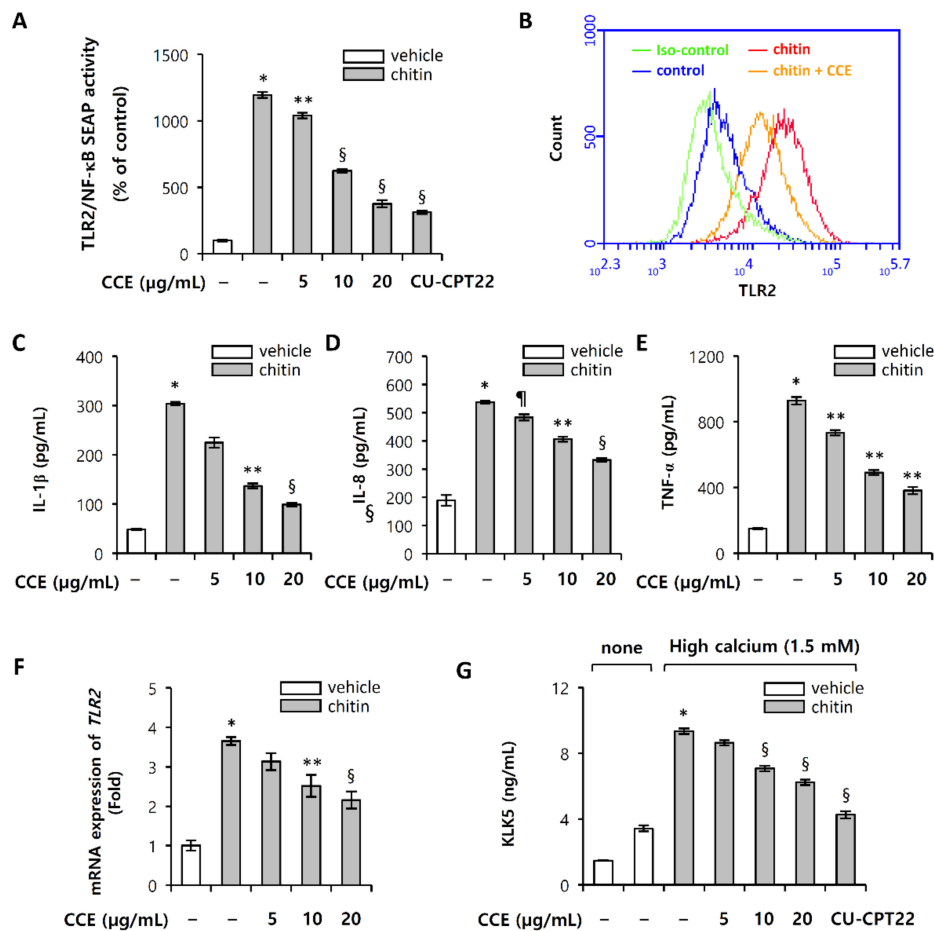 A
TLR2/NF-κB SEAP activity
(% of control)
1500
1000
500
0
vehicle
chitin
*
**
§
§
§
CCE (μg/mL)
–
–
5
10
20
CU-CPT22
B
Count
1000
500
0
Iso-control
control
chitin
chitin + CCE
10^2.3
10^3
10^4
10^5
10^5.7
TLR2
C
IL-1β (pg/mL)
400
300
200
100
0
vehicle
chitin
*
**
§
CCE (μg/mL)
–
–
5
10
20
D
IL-8 (pg/mL)
§
700
600
500
400
300
200
100
0
vehicle
chitin
*
¶
**
§
–
–
5
10
20
E
TNF-α (pg/mL)
1200
800
400
0
vehicle
chitin
*
**
**
**
CCE (μg/mL)
–
–
5
10
20
F
mRNA expression of TLR2
(Fold)
5
4
3
2
1
0
vehicle
chitin
*
**
§
CCE (μg/mL)
–
–
5
10
20
G
none
High calcium (1.5 mM)
KLK5
(ng/mL)
12
8
4
0
vehicle
chitin
*
§
§
§
CCE (μg/mL)
–
–
–
5
10
20
CU-CPT22